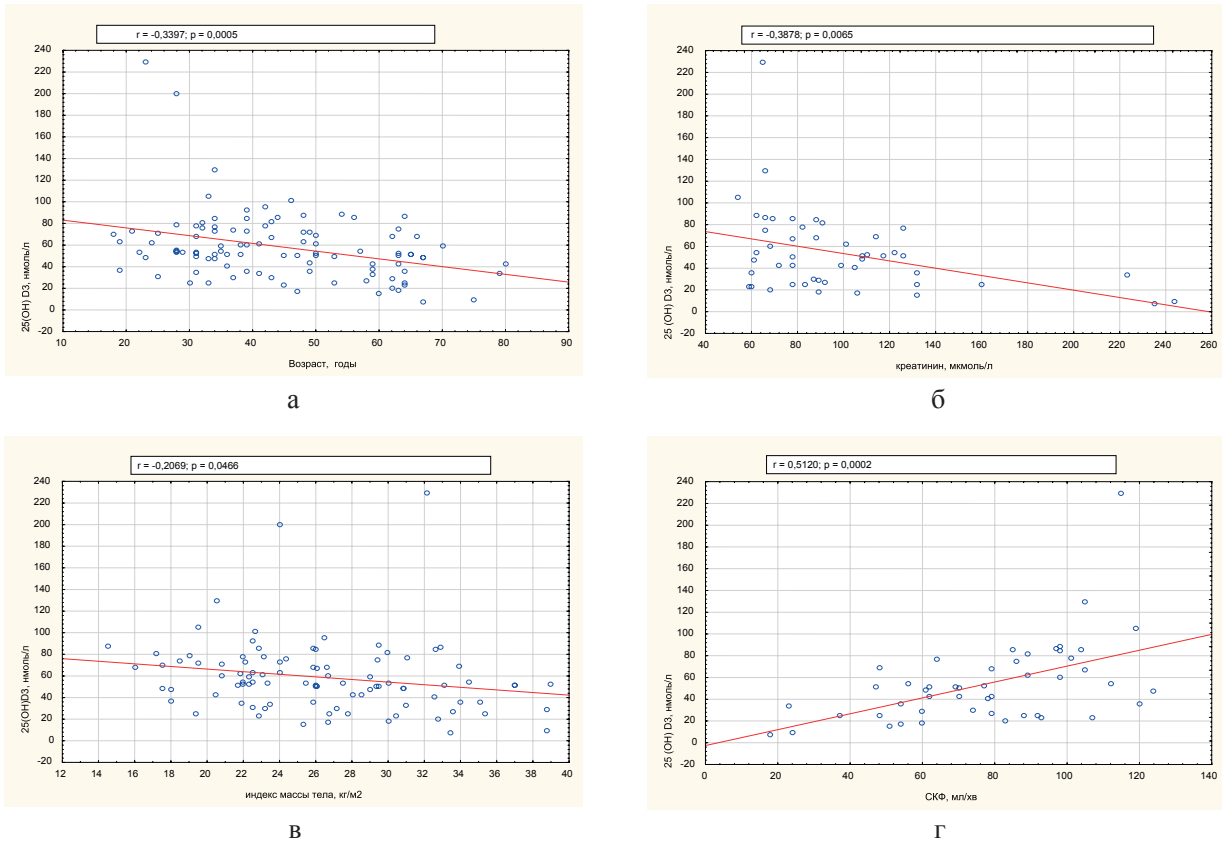 r = -0,3397; p = 0,0005
240
220
200
180
160
140
120
100
80
60
40
20
0
-20
25(OH) D3, нмоль/л
10 20 30 40 50 60 70 80 90
Возраст, годы
а
r = -0,3878; p = 0,0065
240
220
200
180
160
140
120
100
80
60
40
20
0
-20
25 (OH) D3, нмоль/л
40 60 80 100 120 140 160 180 200 220 240 260
креатинин, мкмоль/л
б
r = -0,2069; p = 0,0466
240
220
200
180
160
140
120
100
80
60
40
20
0
-20
25(OH)D3, нмоль/л
12 14 16 18 20 22 24 26 28 30 32 34 36 38 40
индекс массы тела, кг/м2
в
r = 0,5120; p = 0,0002
240
220
200
180
160
140
120
100
80
60
40
20
0
-20
25 (OH) D3, нмоль/л
0 20 40 60 80 100 120 140
СКФ, мл/хв
г